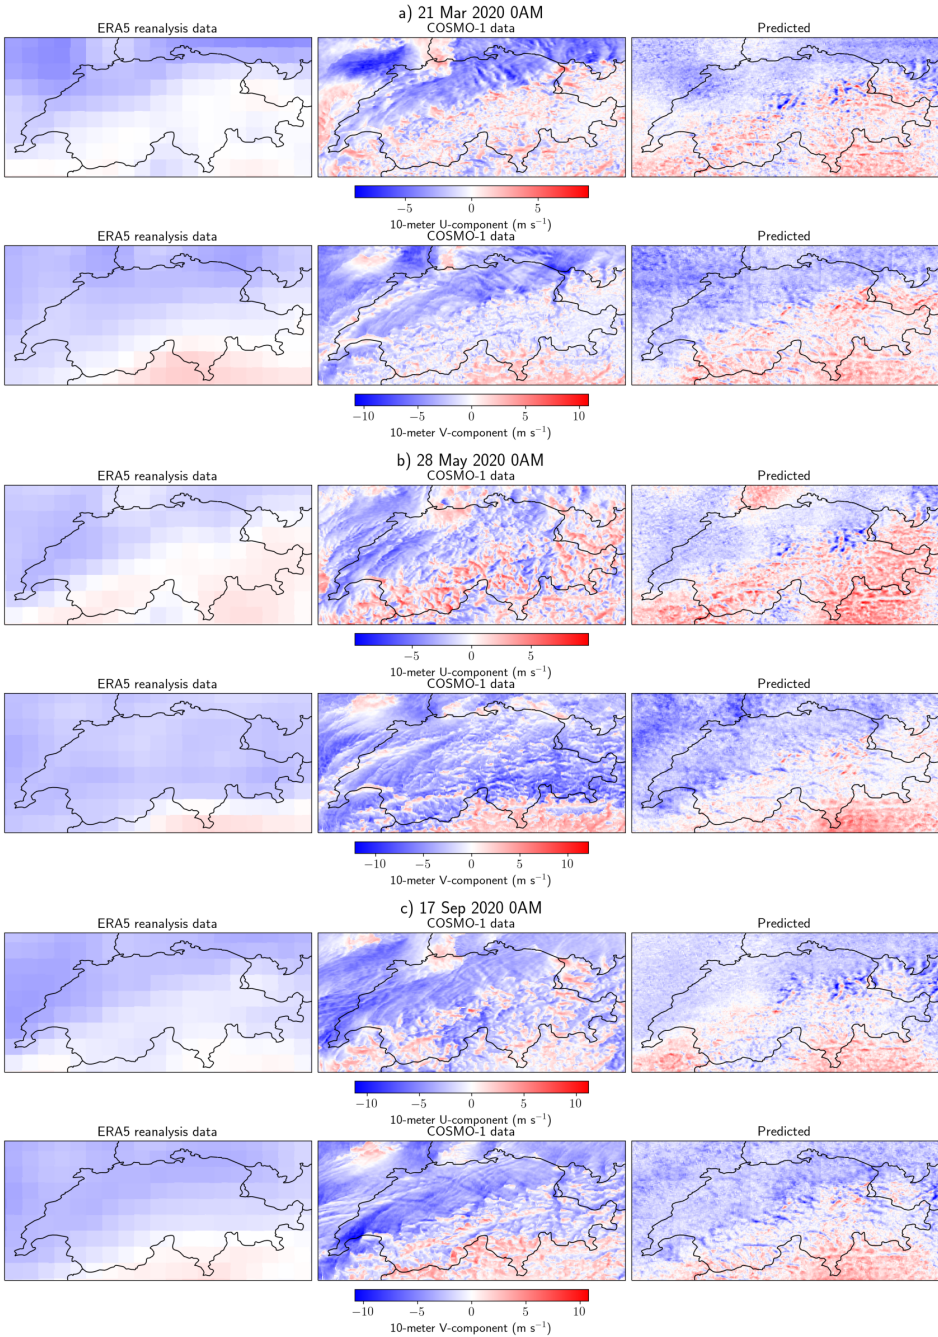 a) 21 Mar 2020 0AM
ERA5 reanalysis data COSMO-1 data Predicted
−5 0 5
10-meter U-component (m s⁻¹)
ERA5 reanalysis data COSMO-1 data Predicted
−10 −5 0 5 10
10-meter V-component (m s⁻¹)
b) 28 May 2020 0AM
ERA5 reanalysis data COSMO-1 data Predicted
−5 0 5
10-meter U-component (m s⁻¹)
ERA5 reanalysis data COSMO-1 data Predicted
−10 −5 0 5 10
10-meter V-component (m s⁻¹)
c) 17 Sep 2020 0AM
ERA5 reanalysis data COSMO-1 data Predicted
−10 −5 0 5 10
10-meter U-component (m s⁻¹)
ERA5 reanalysis data COSMO-1 data Predicted
−10 −5 0 5 10
10-meter V-component (m s⁻¹)